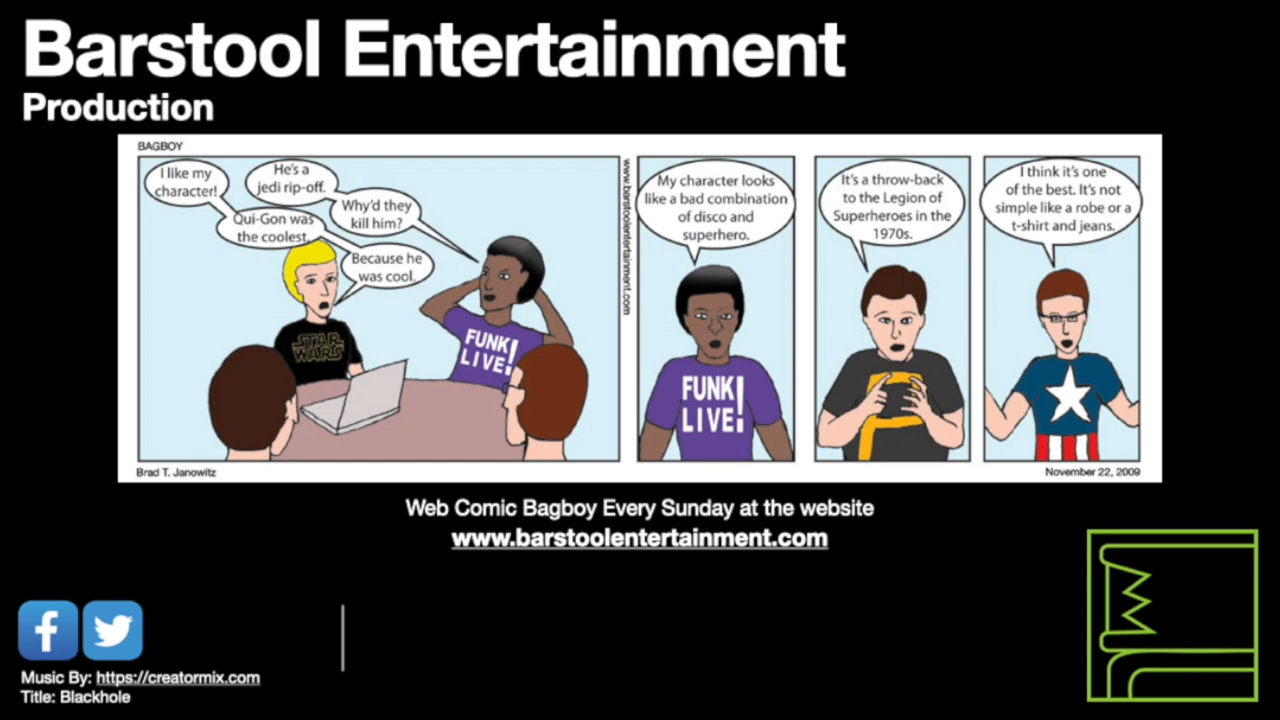 Barstool Entertainment
Production
BAGBOY
I like my
character!
He's a
jedi rip-off.
Qui-Gon was
the coolest.
Why'd they
kill him?
Because he
was cool.
STAR
WARS
FUNK
LIVE!
www.barstoolentertainment.com
My character looks
like a bad combination
of disco and
superhero.
FUNK
LIVE!
It's a throw-back
to the Legion of
Superheroes in the
1970s.
I think it's one
of the best. It's not
simple like a robe or a
t-shirt and jeans.
Brad T. Janowitz
November 22, 2009
Web Comic Bagboy Every Sunday at the website
www.barstoolentertainment.com
Music By: https://creatormix.com
Title: Blackhole